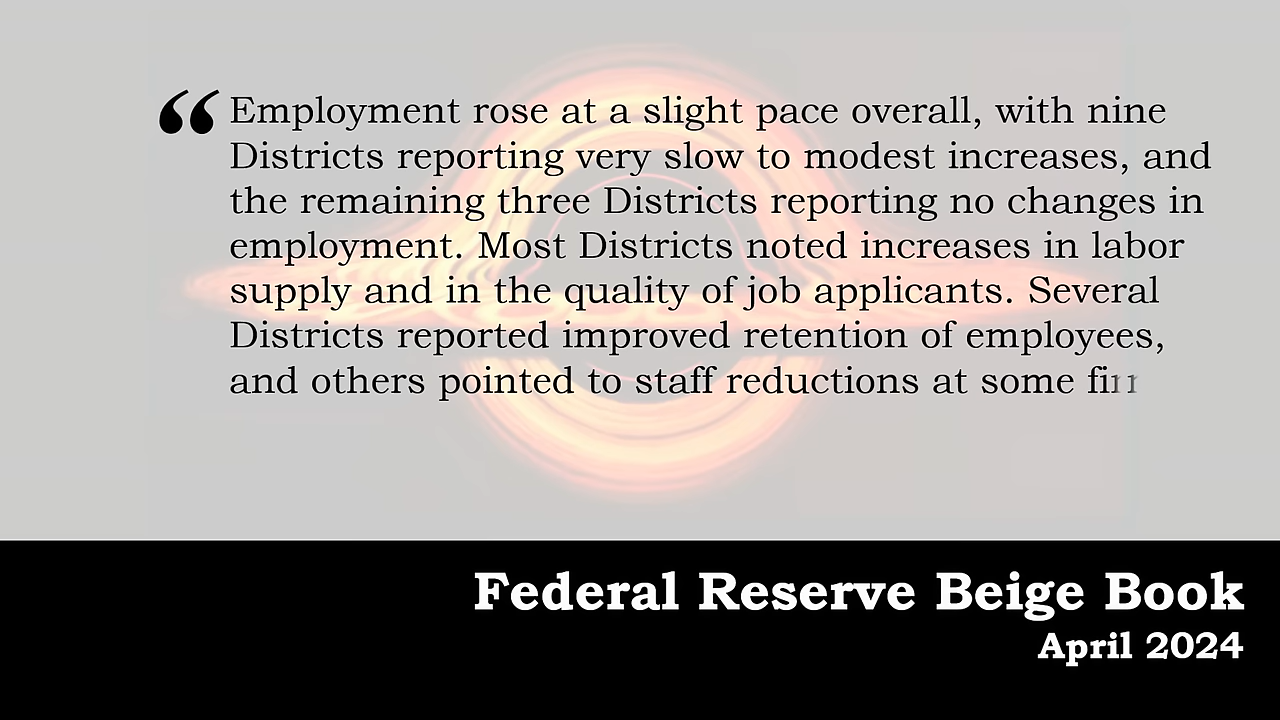 “Employment rose at a slight pace overall, with nine
Districts reporting very slow to modest increases, and
the remaining three Districts reporting no changes in
employment. Most Districts noted increases in labor
supply and in the quality of job applicants. Several
Districts reported improved retention of employees,
and others pointed to staff reductions at some
Federal Reserve Beige Book
April 2024